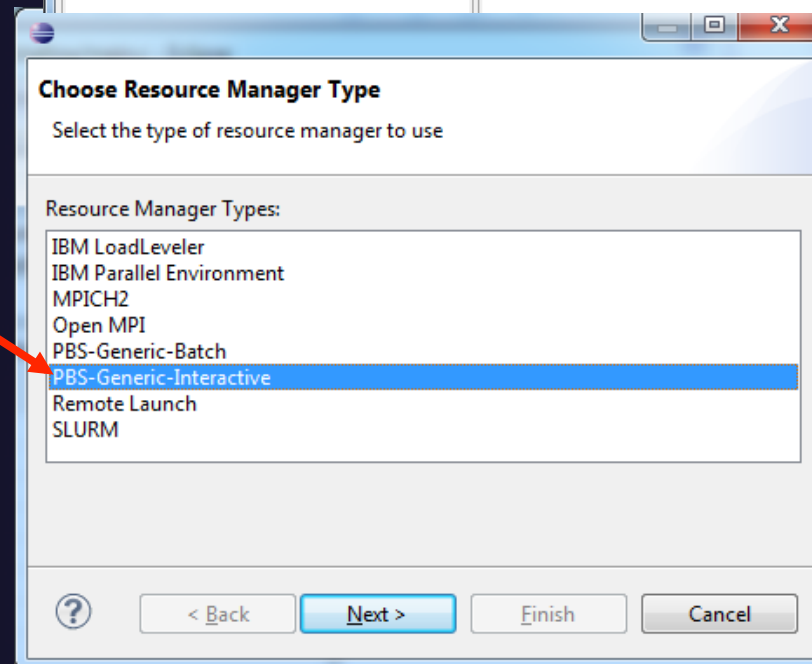 Choose Resource Manager Type
Select the type of resource manager to use
Resource Manager Types:
IBM LoadLeveler
IBM Parallel Environment
MPICH2
Open MPI
PBS-Generic-Batch
PBS-Generic-Interactive
Remote Launch
SLURM
? < Back Next > Finish Cancel